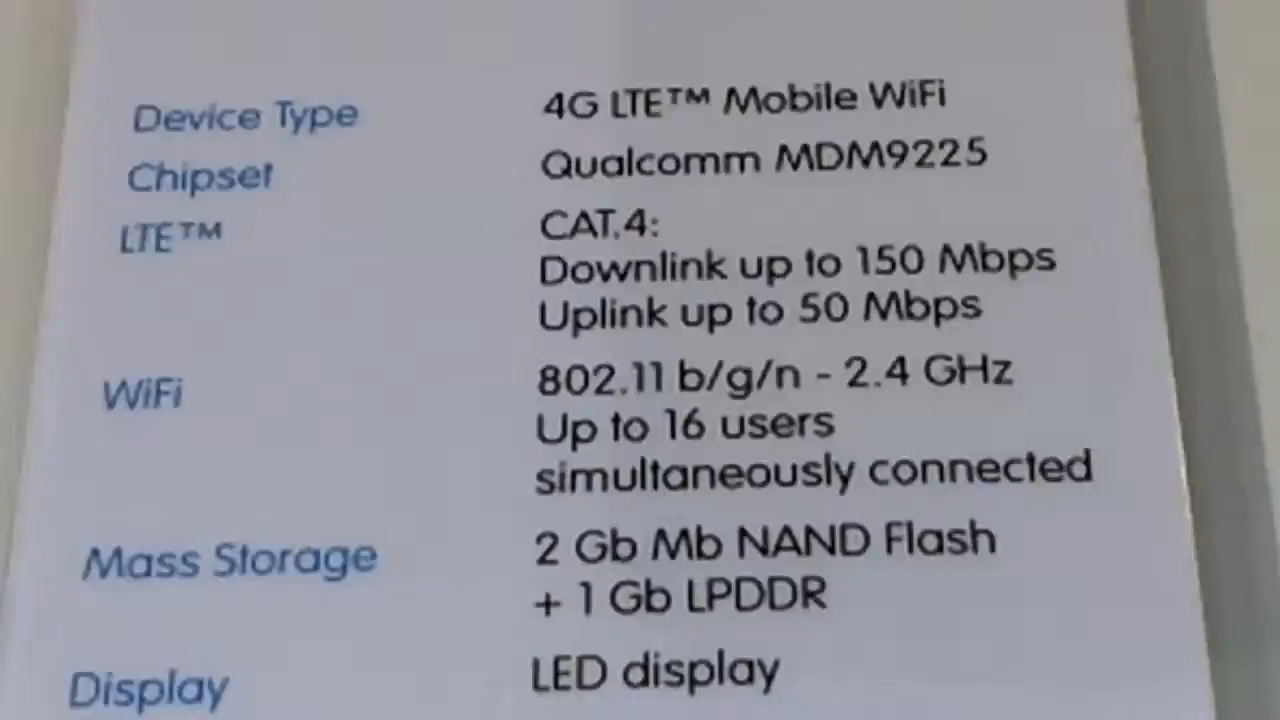 Device Type 4G LTE™ Mobile WiFi
Chipset Qualcomm MDM9225
LTE™ CAT.4:
Downlink up to 150 Mbps
Uplink up to 50 Mbps
WiFi 802.11 b/g/n - 2.4 GHz
Up to 16 users
simultaneously connected
Mass Storage 2 Gb Mb NAND Flash
+ 1 Gb LPDDR
Display LED display